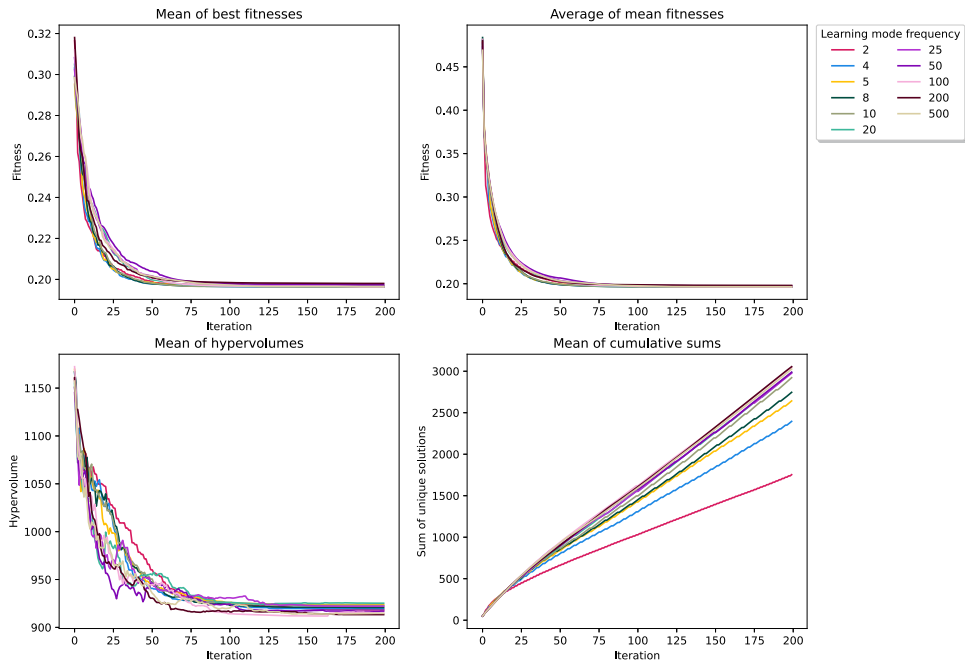 Mean of best fitnesses
0.32
0.30
0.28
0.26
0.24
0.22
0.20
Fitness
0 25 50 75 100 125 150 175 200
Iteration
Average of mean fitnesses
0.45
0.40
0.35
0.30
0.25
0.20
Fitness
0 25 50 75 100 125 150 175 200
Iteration
Learning mode frequency
2
4
5
8
10
20
25
50
100
200
500
Mean of hypervolumes
1150
1100
1050
1000
950
900
Hypervolume
0 25 50 75 100 125 150 175 200
Iteration
Mean of cumulative sums
3000
2500
2000
1500
1000
500
0
Sum of unique solutions
0 25 50 75 100 125 150 175 200
Iteration